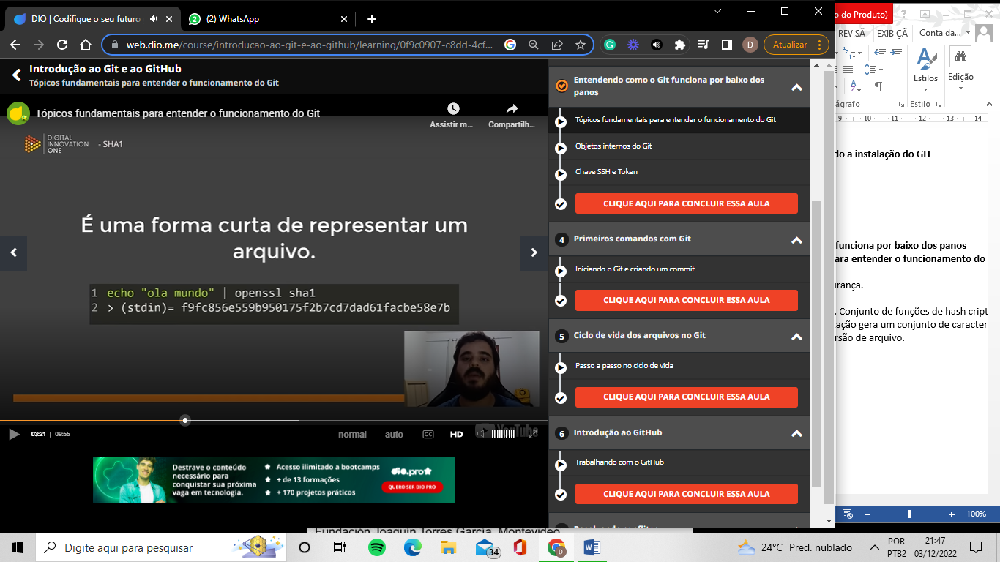 DIO | Codifique o seu futuro
(2) WhatsApp
web.dio.me/course/introducao-ao-git-e-ao-github/learning/0f9c0907-c8dd-4cf...
D
Atualizar
Introdução ao Git e ao GitHub
Tópicos fundamentais para entender o funcionamento do Git
Tópicos fundamentais para entender o funcionamento do Git
Assistir m...
Compartilh...
DIGITAL
INNOVATION
ONE
- SHA1
É uma forma curta de representar um
arquivo.
1 echo "ola mundo" | openssl sha1
2 > (stdin)= f9fc856e559b950175f2b7cd7dad61facbe58e7b
03:21 | 09:55
normal
auto
CC
HD
YouTube
Destrave o conteúdo
necessário para
conquistar sua próxima
vaga em tecnologia.
Acesso ilimitado a bootcamps
+ de 13 formações
+ 170 projetos práticos
dio.pro
QUERO SER DIO PRO
Entendendo como o Git funciona por baixo dos
panos
Tópicos fundamentais para entender o funcionamento do Git
Objetos internos do Git
Chave SSH e Token
CLIQUE AQUI PARA CONCLUIR ESSA AULA
4 Primeiros comandos com Git
Iniciando o Git e criando um commit
CLIQUE AQUI PARA CONCLUIR ESSA AULA
5 Ciclo de vida dos arquivos no Git
Passo a passo no ciclo de vida
CLIQUE AQUI PARA CONCLUIR ESSA AULA
6 Introdução ao GitHub
Trabalhando com o GitHub
CLIQUE AQUI PARA CONCLUIR ESSA AULA
o do Produto)
REVISÃ
EXIBIÇÃ
Conta da...
Estilos
Edição
ágrafo
Estilo
9 10 11 12 13 14
do a instalação do GIT
funciona por baixo dos panos
ara entender o funcionamento do
urança.
. Conjunto de funções de hash cript
ação gera um conjunto de caracter
rsão de arquivo.
100%
Fundación Joaquín Torres García, Montevideo
Digite aqui para pesquisar
34
24°C Pred. nublado
POR
PTB2
21:47
03/12/2022